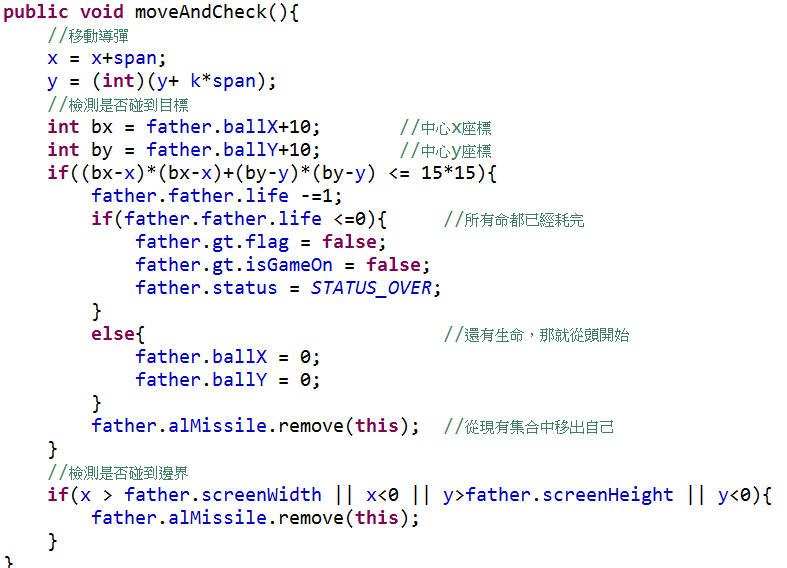 public void moveAndCheck(){
    //移動導彈
    x = x+span;
    y = (int)(y+ k*span);
    //檢測是否碰到目標
    int bx = father.ballX+10;       //中心x座標
    int by = father.ballY+10;       //中心y座標
    if((bx-x)*(bx-x)+(by-y)*(by-y) <= 15*15){
        father.father.life -=1;
        if(father.father.life <=0){     //所有命都已經耗完
            father.gt.flag = false;
            father.gt.isGameOn = false;
            father.status = STATUS_OVER;
        }
        else{                           //還有生命，那就從頭開始
            father.ballX = 0;
            father.ballY = 0;
        }
        father.alMissile.remove(this);  //從現有集合中移出自己
    }
    //檢測是否碰到邊界
    if(x > father.screenWidth || x<0 || y>father.screenHeight || y<0){
        father.alMissile.remove(this);
    }
}